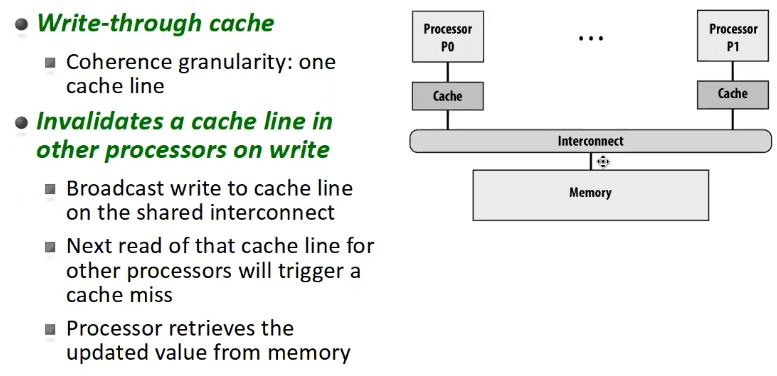 Write-through cache
Coherence granularity: one
cache line
Invalidates a cache line in
other processors on write
Broadcast write to cache line
on the shared interconnect
Next read of that cache line for
other processors will trigger a
cache miss
Processor retrieves the
updated value from memory
Processor
P0
• • •
Processor
P1
Cache
Cache
Interconnect
Memory